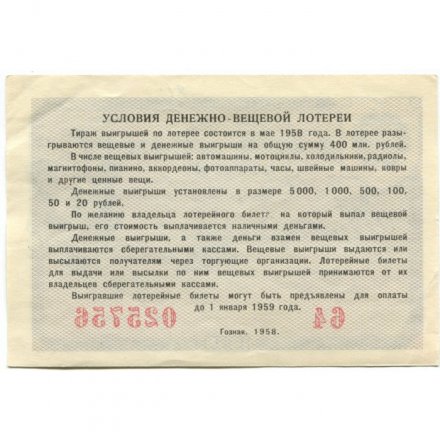 УСЛОВИЯ ДЕНЕЖНО-ВЕЩЕВОЙ ЛОТЕРЕИ
Тираж выигрышей по лотерее состоится в мае 1958 года. В лотерее разы-
грываются вещевые и денежные выигрыши на общую сумму 400 млн. рублей.
В числе вещевых выигрышей: автомашины, мотоциклы, холодильники, радиолы,
магнитофоны, пианино, аккордеоны, фотоаппараты, часы, швейные машины, ковры
и другие ценные вещи.
Денежные выигрыши установлены в размере 5000, 1000, 500, 100,
50 и 20 рублей.
По желанию владельца лотерейного билета на который выпал вещевой
выигрыш, его стоимость выплачивается наличными деньгами.
Денежные выигрыши, а также деньги взамен вещевых выигрышей
выплачиваются сберегательными кассами. Вещевые выигрыши выдаются или
высылаются получателям через торгующие организации. Лотерейные билеты
для выдачи или высылки по ним вещевых выигрышей принимаются от их
владельцев сберегательными кассами.
Выигравшие лотерейные билеты могут быть предъявлены для оплаты
до 1 января 1959 года.
025756 64
Гознак. 1958.